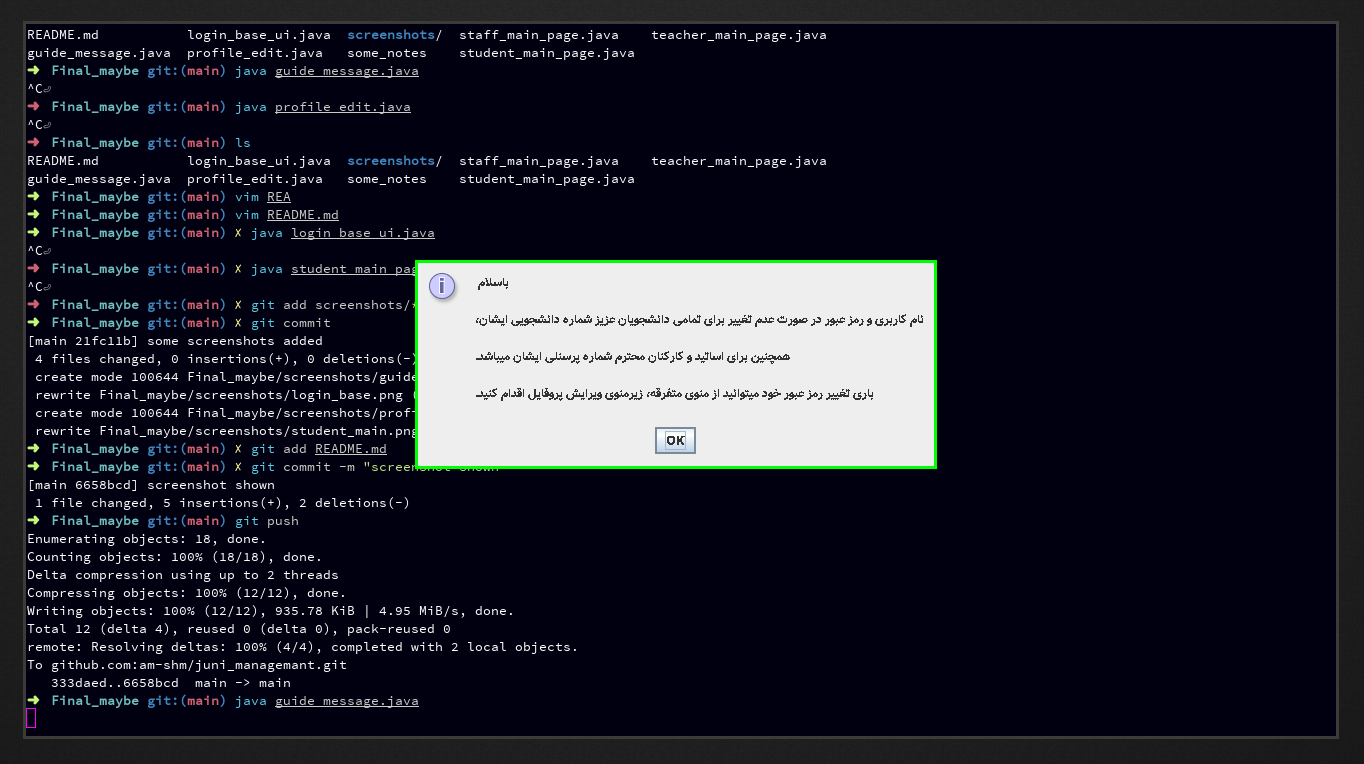 README.md login_base_ui.java screenshots/ staff_main_page.java teacher_main_page.java
guide_message.java profile_edit.java some_notes student_main_page.java
➜ Final_maybe git:(main) java guide_message.java
^C⏎
➜ Final_maybe git:(main) java profile_edit.java
^C⏎
➜ Final_maybe git:(main) ls
README.md login_base_ui.java screenshots/ staff_main_page.java teacher_main_page.java
guide_message.java profile_edit.java some_notes student_main_page.java
➜ Final_maybe git:(main) vim REA
➜ Final_maybe git:(main) vim README.md
➜ Final_maybe git:(main) ✗ java login_base_ui.java
^C⏎
➜ Final_maybe git:(main) ✗ java student_main_pag
^C⏎
➜ Final_maybe git:(main) ✗ git add screenshots/*
➜ Final_maybe git:(main) ✗ git commit
[main 21fc11b] some screenshots added
4 files changed, 0 insertions(+), 0 deletions(-)
create mode 100644 Final_maybe/screenshots/guide
rewrite Final_maybe/screenshots/login_base.png (
create mode 100644 Final_maybe/screenshots/prof
rewrite Final_maybe/screenshots/student_main.png
➜ Final_maybe git:(main) ✗ git add README.md
➜ Final_maybe git:(main) ✗ git commit -m "screenshot shown"
[main 6658bcd] screenshot shown
1 file changed, 5 insertions(+), 2 deletions(-)
➜ Final_maybe git:(main) git push
Enumerating objects: 18, done.
Counting objects: 100% (18/18), done.
Delta compression using up to 2 threads
Compressing objects: 100% (12/12), done.
Writing objects: 100% (12/12), 935.78 KiB | 4.95 MiB/s, done.
Total 12 (delta 4), reused 0 (delta 0), pack-reused 0
remote: Resolving deltas: 100% (4/4), completed with 2 local objects.
To github.com:am-shm/juni_managemant.git
333daed..6658bcd main -> main
➜ Final_maybe git:(main) java guide_message.java
باسلام
نام کاربری و رمز عبور در صورت عدم تغییر برای تمامی دانشجویان عزیز شماره دانشجویی ایشان،
همچنین برای اساتید و کارکنان محترم شماره پرسنلی ایشان میباشد.
باری تغییر رمز عبور خود میتوانید از منوی متفرقه، زیرمنوی ویرایش پروفایل اقدام کنید.
OK